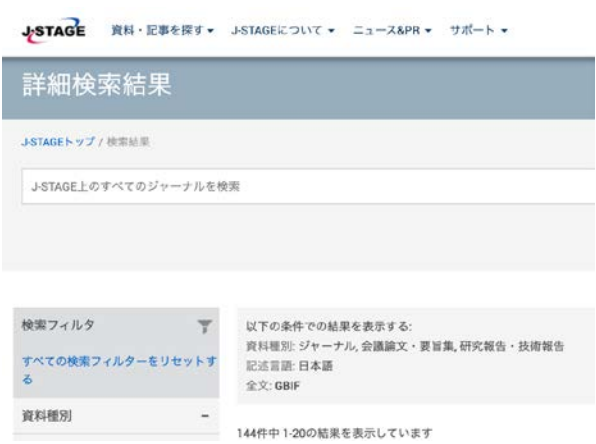 J-STAGE 資料・記事を探す▼ J-STAGEについて▼ ニュース&PR▼ サポート▼
詳細検索結果
J-STAGEトップ / 検索結果
J-STAGE上のすべてのジャーナルを検索
検索フィルタ
すべての検索フィルターをリセットす
る
資料種別 －
以下の条件での結果を表示する:
資料種別: ジャーナル, 会議論文・要旨集, 研究報告・技術報告
記述言語: 日本語
全文: GBIF
144件中 1-20の結果を表示しています